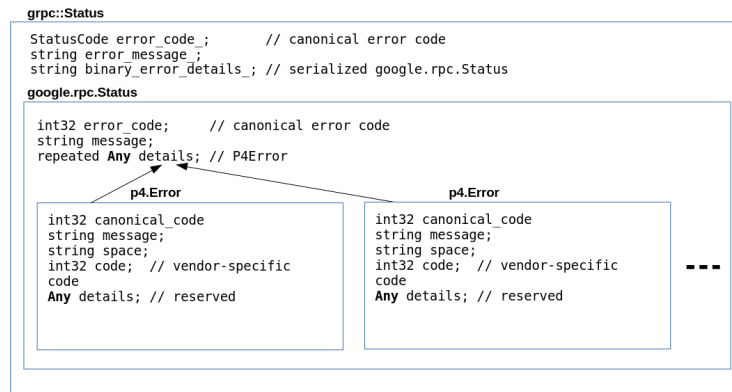 grpc::Status
StatusCode error_code_; // canonical error code
string error_message_;
string binary_error_details_; // serialized google.rpc.Status
google.rpc.Status
int32 error_code; // canonical error code
string message;
repeated Any details; // P4Error
p4.Error
int32 canonical_code
string message;
string space;
int32 code; // vendor-specific
code
Any details; // reserved
p4.Error
int32 canonical_code
string message;
string space;
int32 code; // vendor-specific
code
Any details; // reserved